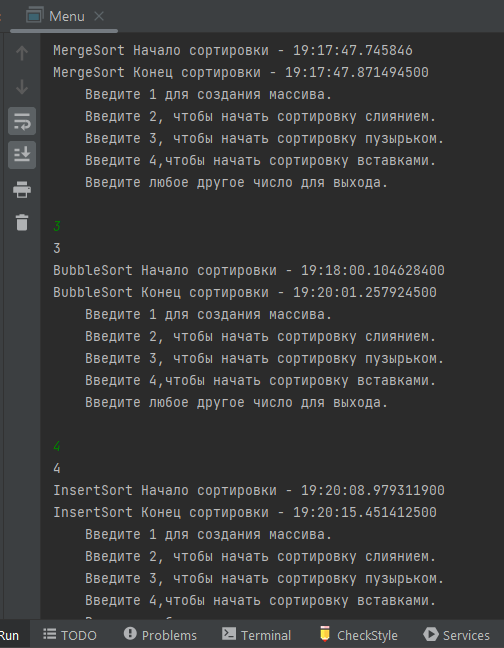 Menu
MergeSort Начало сортировки - 19:17:47.745846
MergeSort Конец сортировки - 19:17:47.871494500
Введите 1 для создания массива.
Введите 2, чтобы начать сортировку слиянием.
Введите 3, чтобы начать сортировку пузырьком.
Введите 4,чтобы начать сортировку вставками.
Введите любое другое число для выхода.
3
3
BubbleSort Начало сортировки - 19:18:00.104628400
BubbleSort Конец сортировки - 19:20:01.257924500
Введите 1 для создания массива.
Введите 2, чтобы начать сортировку слиянием.
Введите 3, чтобы начать сортировку пузырьком.
Введите 4,чтобы начать сортировку вставками.
Введите любое другое число для выхода.
4
4
InsertSort Начало сортировки - 19:20:08.979311900
InsertSort Конец сортировки - 19:20:15.451412500
Введите 1 для создания массива.
Введите 2, чтобы начать сортировку слиянием.
Введите 3, чтобы начать сортировку пузырьком.
Введите 4,чтобы начать сортировку вставками.
Run TODO Problems Terminal CheckStyle Services